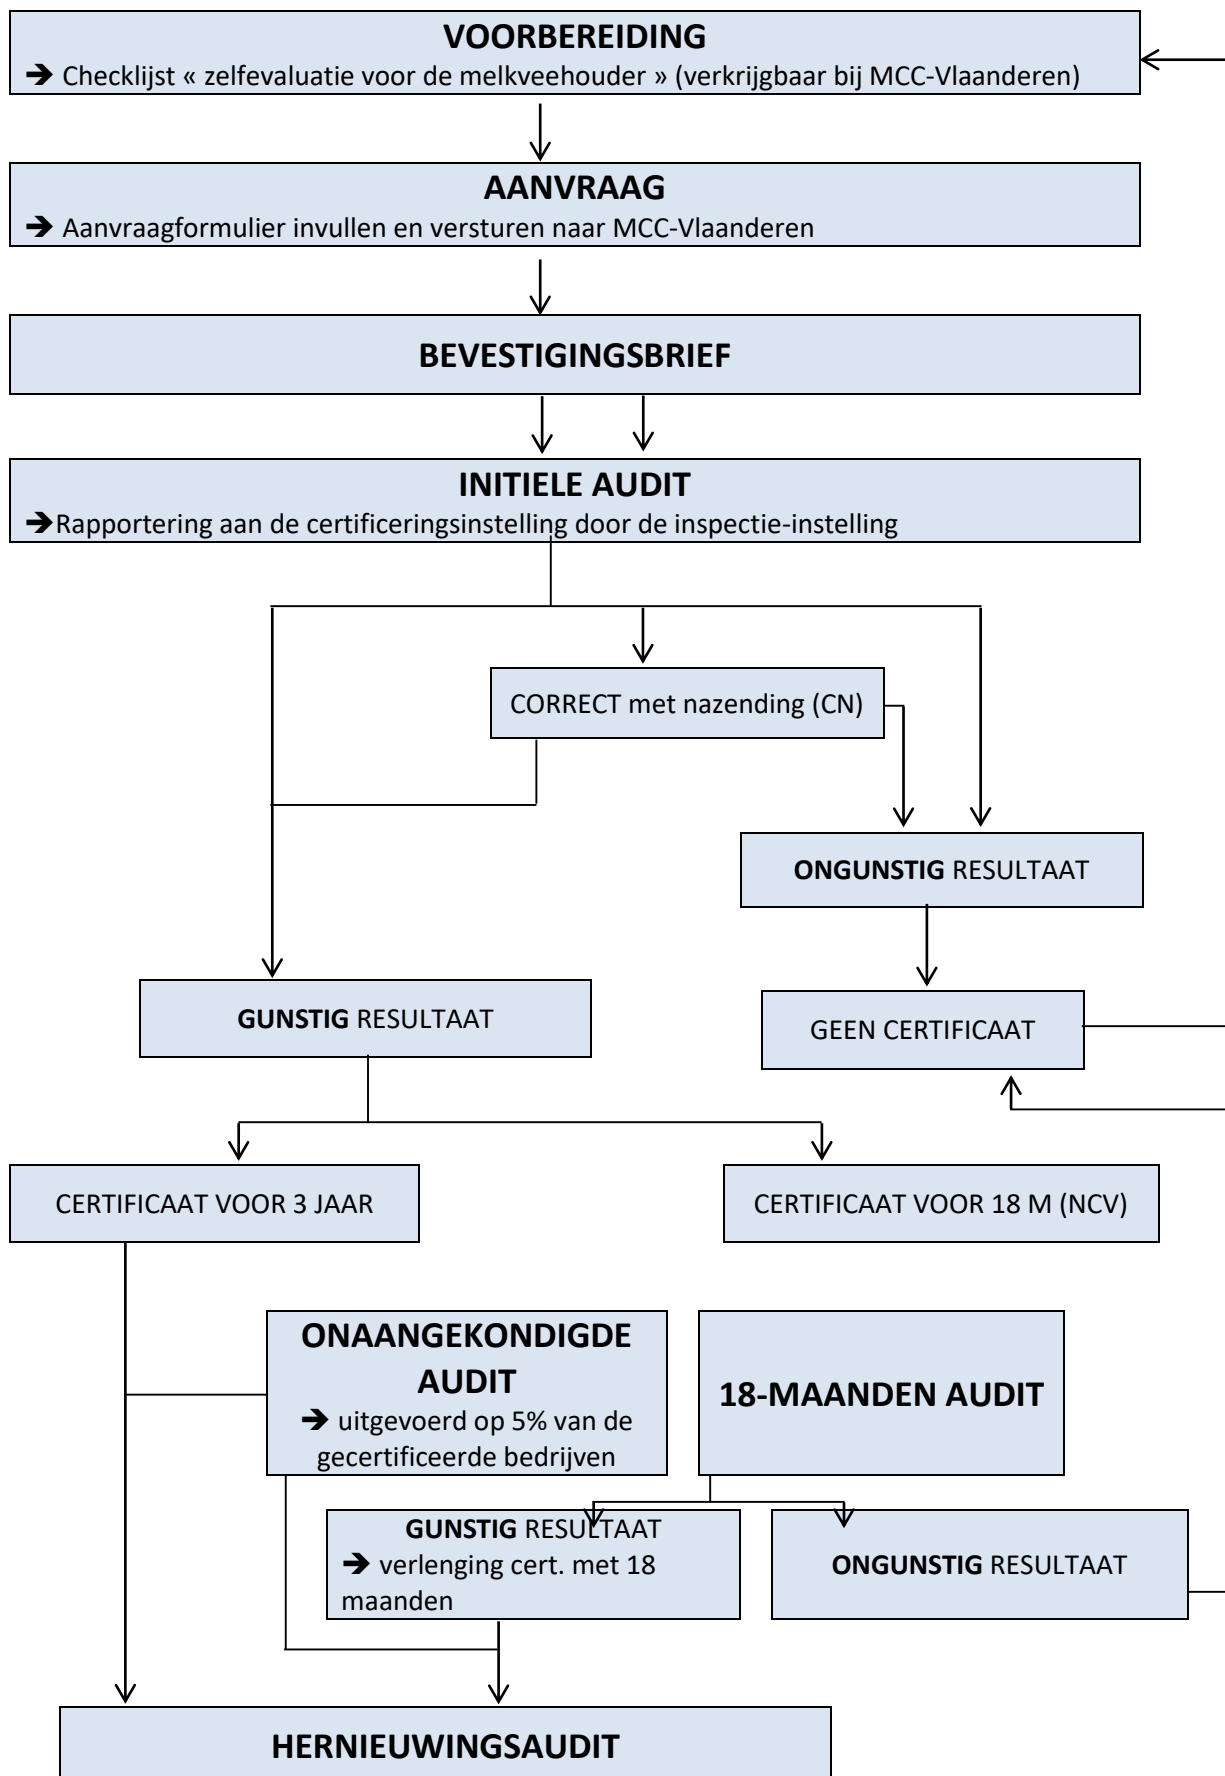 VOORBEREIDING
➔ Checklijst « zelfevaluatie voor de melkveehouder » (verkrijgbaar bij MCC-Vlaanderen)
AANVRAAG
➔ Aanvraagformulier invullen en versturen naar MCC-Vlaanderen
BEVESTIGINGSBRIEF
INITIELE AUDIT
➔Rapportering aan de certificeringsinstelling door de inspectie-instelling
CORRECT met nazending (CN)
ONGUNSTIG RESULTAAT
GUNSTIG RESULTAAT
GEEN CERTIFICAAT
CERTIFICAAT VOOR 3 JAAR
CERTIFICAAT VOOR 18 M (NCV)
ONAANGEKONDIGDE
AUDIT
➔ uitgevoerd op 5% van de
gecertificeerde bedrijven
18-MAANDEN AUDIT
GUNSTIG RESULTAAT
➔ verlenging cert. met 18
maanden
ONGUNSTIG RESULTAAT
HERNIEUWINGSAUDIT